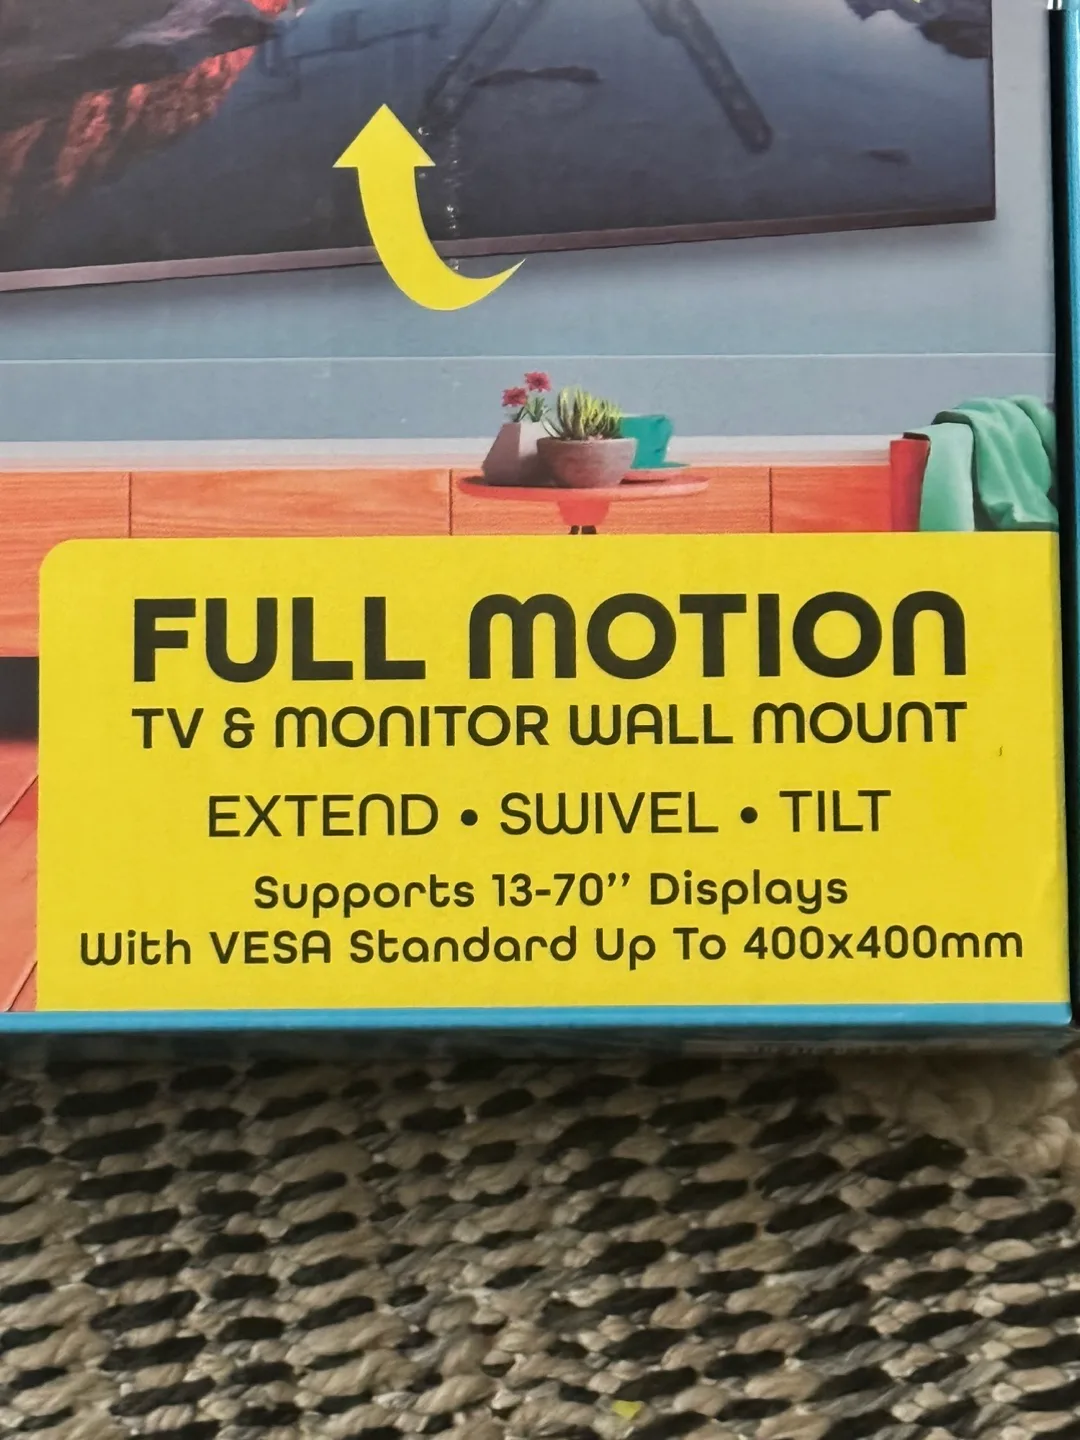 FULL MOTION
TV & MONITOR WALL MOUNT
EXTEND • SWIVEL • TILT
Supports 13-70’’ Displays
With VESA Standard Up To 400x400mm